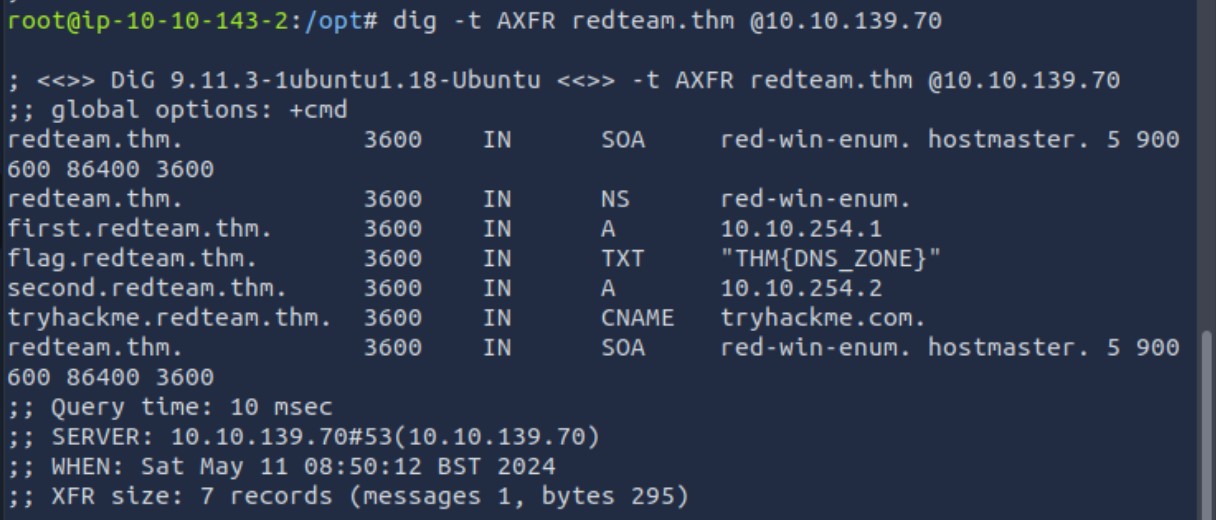 root@ip-10-10-143-2:/opt# dig -t AXFR redteam.thm @10.10.139.70
; <<>> DiG 9.11.3-1ubuntu1.18-Ubuntu <<>> -t AXFR redteam.thm @10.10.139.70
;; global options: +cmd
redteam.thm. 3600 IN SOA red-win-enum. hostmaster. 5 900
600 86400 3600
redteam.thm. 3600 IN NS red-win-enum.
first.redteam.thm. 3600 IN A 10.10.254.1
flag.redteam.thm. 3600 IN TXT "THM{DNS_ZONE}"
second.redteam.thm. 3600 IN A 10.10.254.2
tryhackme.redteam.thm. 3600 IN CNAME tryhackme.com.
redteam.thm. 3600 IN SOA red-win-enum. hostmaster. 5 900
600 86400 3600
;; Query time: 10 msec
;; SERVER: 10.10.139.70#53(10.10.139.70)
;; WHEN: Sat May 11 08:50:12 BST 2024
;; XFR size: 7 records (messages 1, bytes 295)